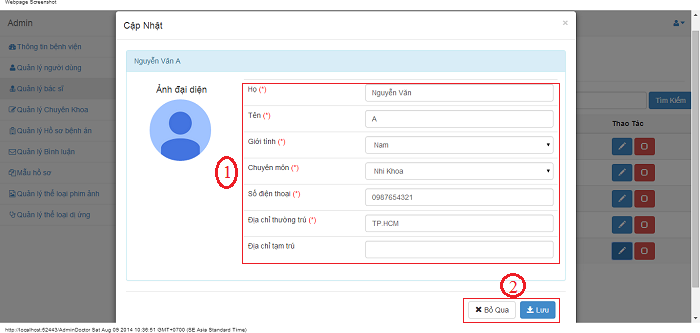 Webpage Screenshot
Admin
Cập Nhật
×
Thông tin bệnh viên
Quản lý người dùng
Quản lý bác sĩ
Quản lý Chuyên Khoa
Quản lý Hồ sơ bệnh án
Quản lý Bình luận
Mẫu hồ sơ
Quản lý thể loại phim ảnh
Quản lý thể loại dị ứng
Nguyễn Văn A
Ảnh đại diện
Họ (*) Nguyễn Văn
Tên (*) A
Giới tính (*) Nam
Chuyên môn (*) Nhi Khoa
Số điện thoại (*) 0987654321
Địa chỉ thường trú (*) TP.HCM
Địa chỉ tạm trú
1
Tìm Kiếm
Thao Tác
2
Bỏ Qua
Lưu
http://localhost:52443/AdminDoctor Sat Aug 09 2014 10:36:51 GMT+0700 (SE Asia Standard Time)